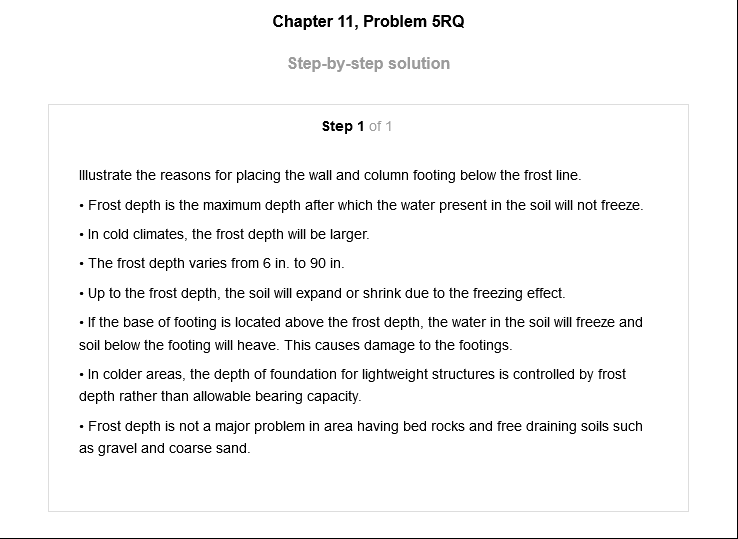 Chapter 11, Problem 5RQ
Step-by-step solution
Step 1 of 1
Illustrate the reasons for placing the wall and column footing below the frost line.
• Frost depth is the maximum depth after which the water present in the soil will not freeze.
• In cold climates, the frost depth will be larger.
• The frost depth varies from 6 in. to 90 in.
• Up to the frost depth, the soil will expand or shrink due to the freezing effect.
• If the base of footing is located above the frost depth, the water in the soil will freeze and
soil below the footing will heave. This causes damage to the footings.
• In colder areas, the depth of foundation for lightweight structures is controlled by frost
depth rather than allowable bearing capacity.
• Frost depth is not a major problem in area having bed rocks and free draining soils such
as gravel and coarse sand.